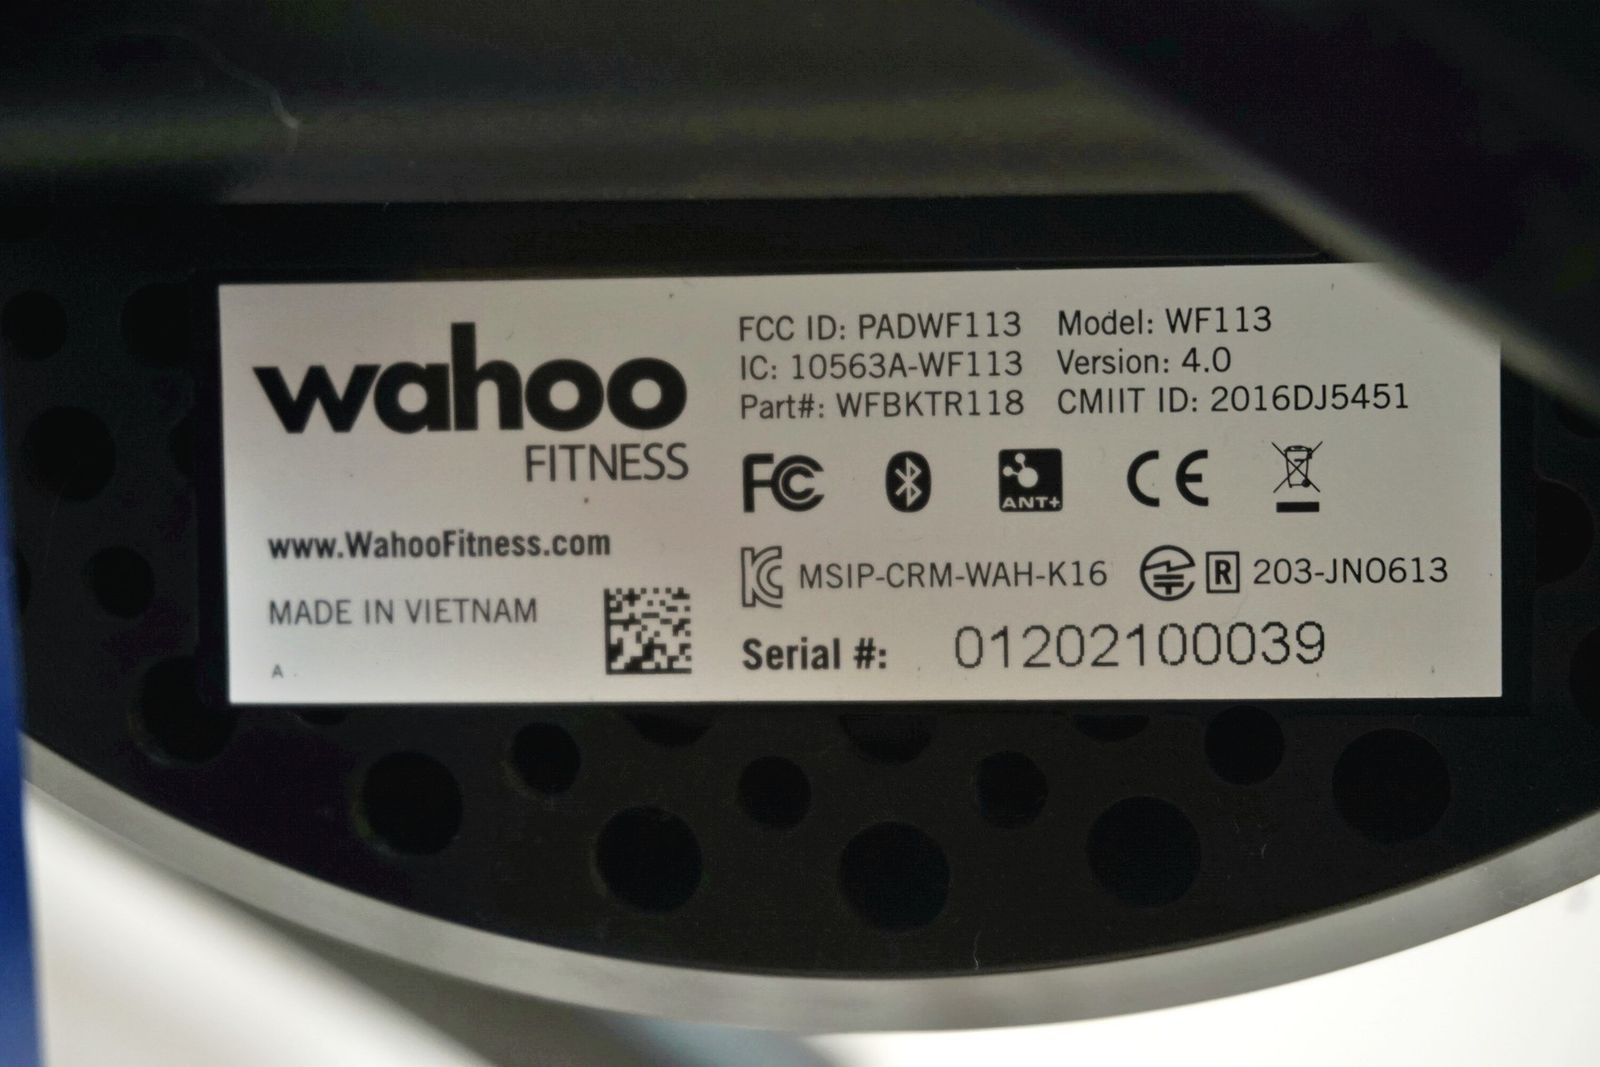 wahoo
FITNESS
www.WahooFitness.com
MADE IN VIETNAM
A
FCC ID: PADWF113 Model: WF113
IC: 10563A-WF113 Version: 4.0
Part#: WFBKTR118 CMIIT ID: 2016DJ5451
FC ANT+ CE
KC MSIP-CRM-WAH-K16 R 203-JN0613
Serial #: 01202100039